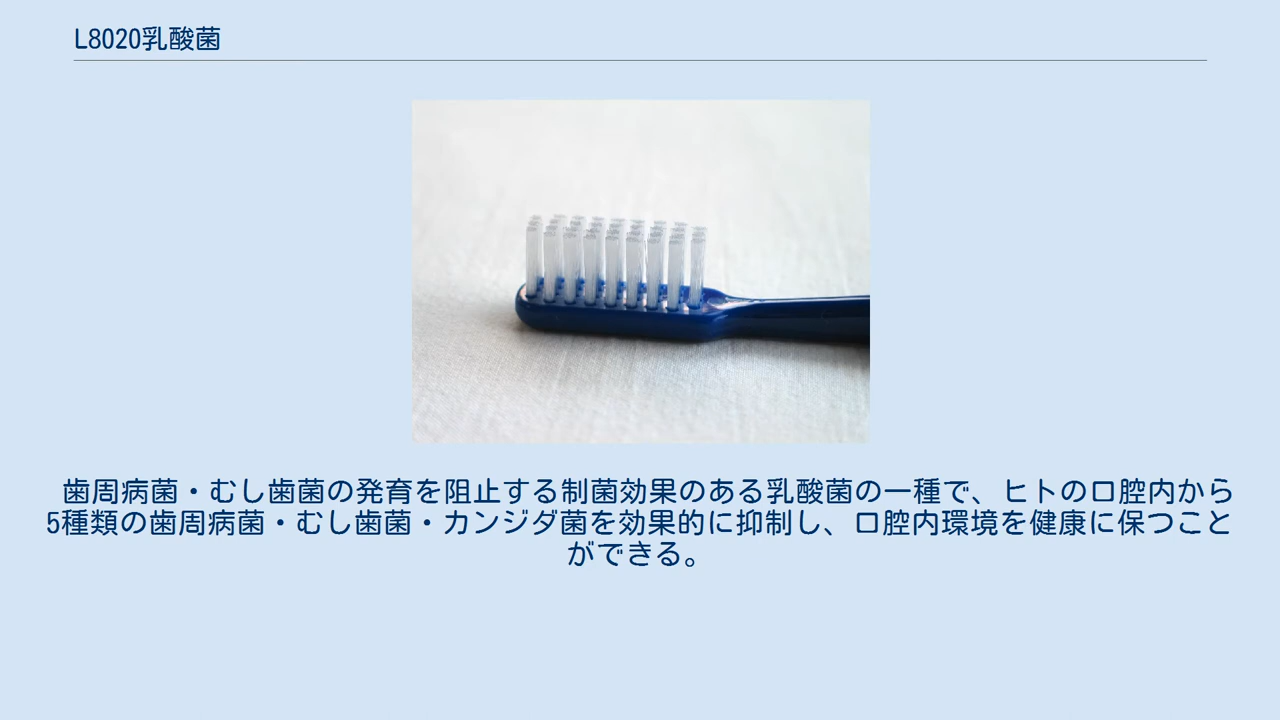 L8020乳酸菌
歯周病菌・むし歯菌の発育を阻止する制菌効果のある乳酸菌の一種で、ヒトの口腔内から
5種類の歯周病菌・むし歯菌・カンジダ菌を効果的に抑制し、口腔内環境を健康に保つこと
ができる。